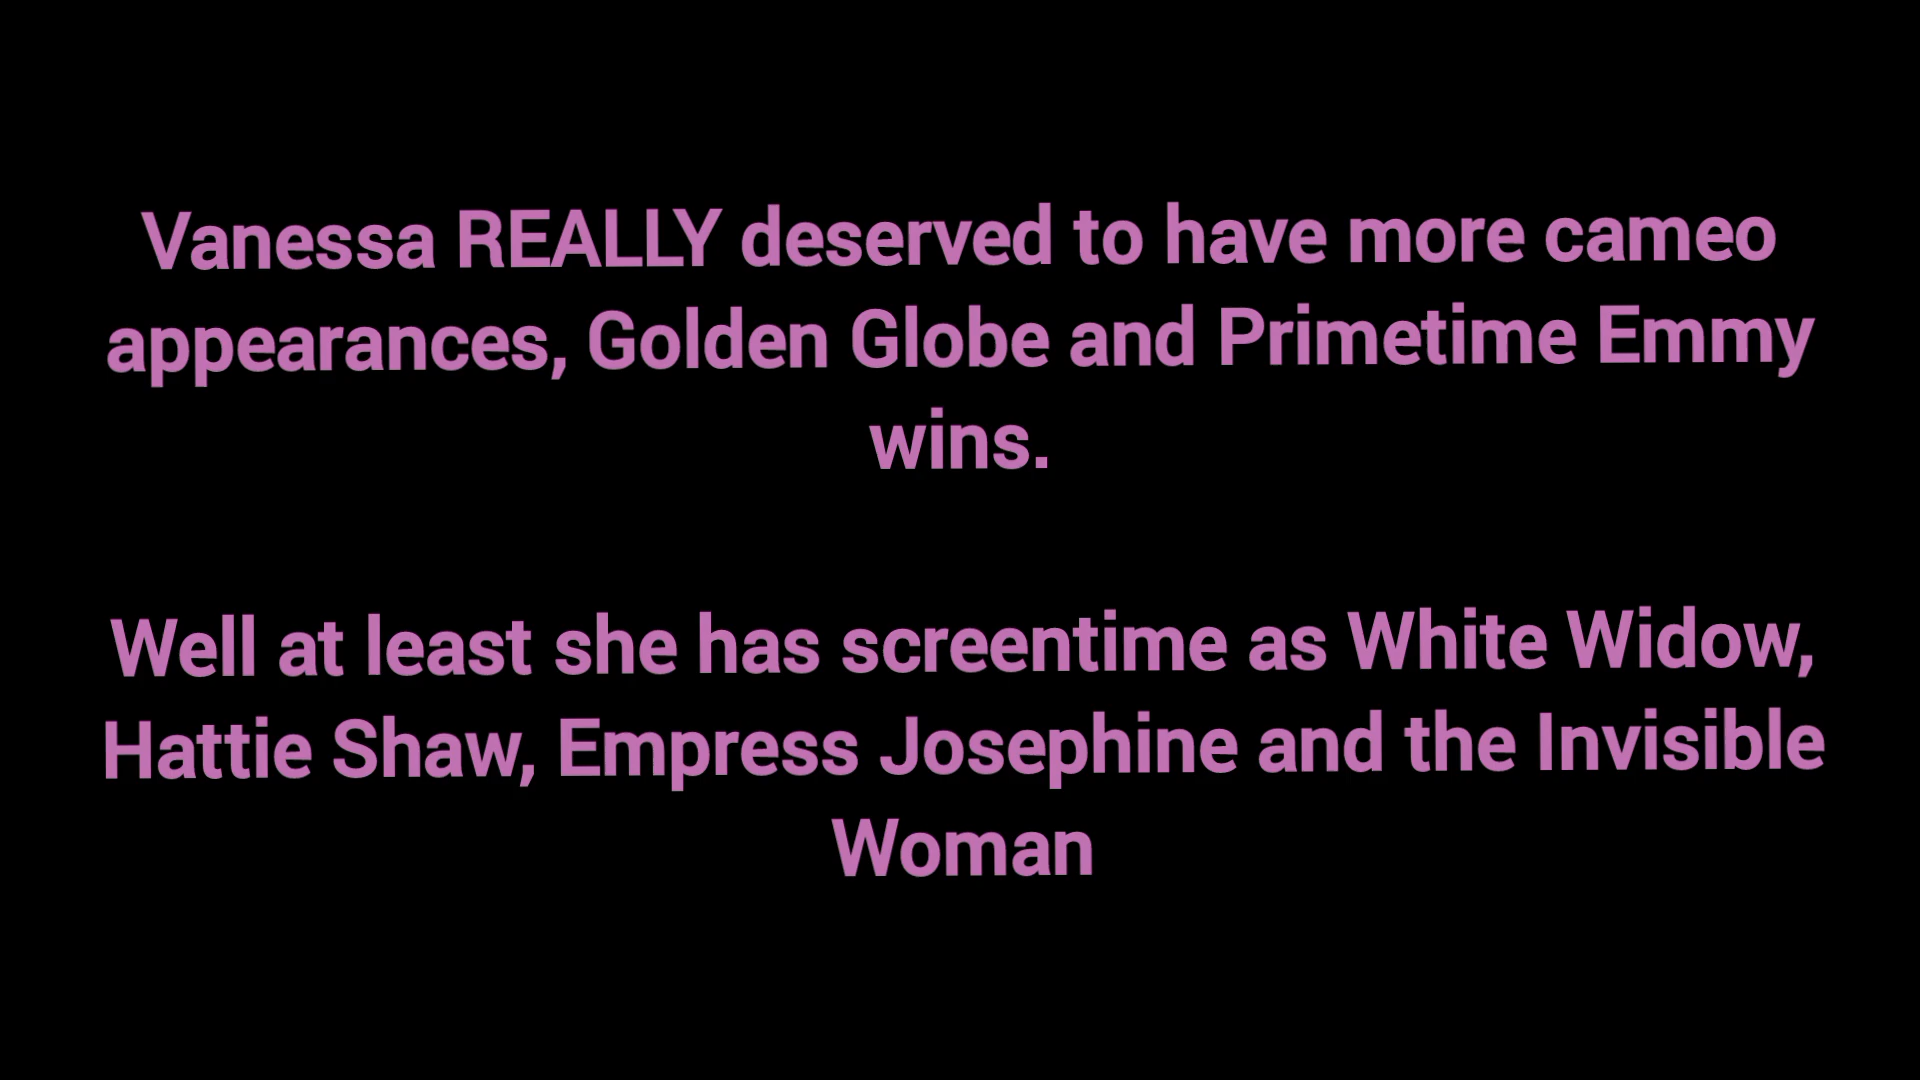 Vanessa REALLY deserved to have more cameo
appearances, Golden Globe and Primetime Emmy
wins.
Well at least she has screentime as White Widow,
Hattie Shaw, Empress Josephine and the Invisible
Woman